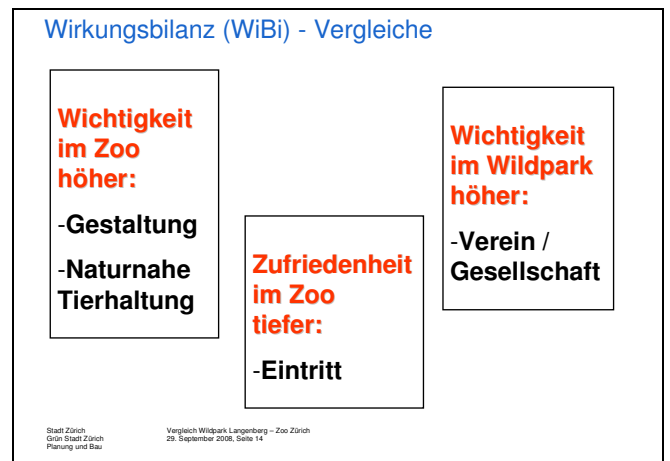 Wirkungsbilanz (WiBi) - Vergleiche
Wichtigkeit
im Zoo
höher:
-Gestaltung
-Naturnahe
Tierhaltung
Zufriedenheit
im Zoo
tiefer:
-Eintritt
Wichtigkeit
im Wildpark
höher:
-Verein /
Gesellschaft
Stadt Zürich
Grün Stadt Zürich
Planung und Bau
Vergleich Wildpark Langenberg – Zoo Zürich
29. September 2008, Seite 14